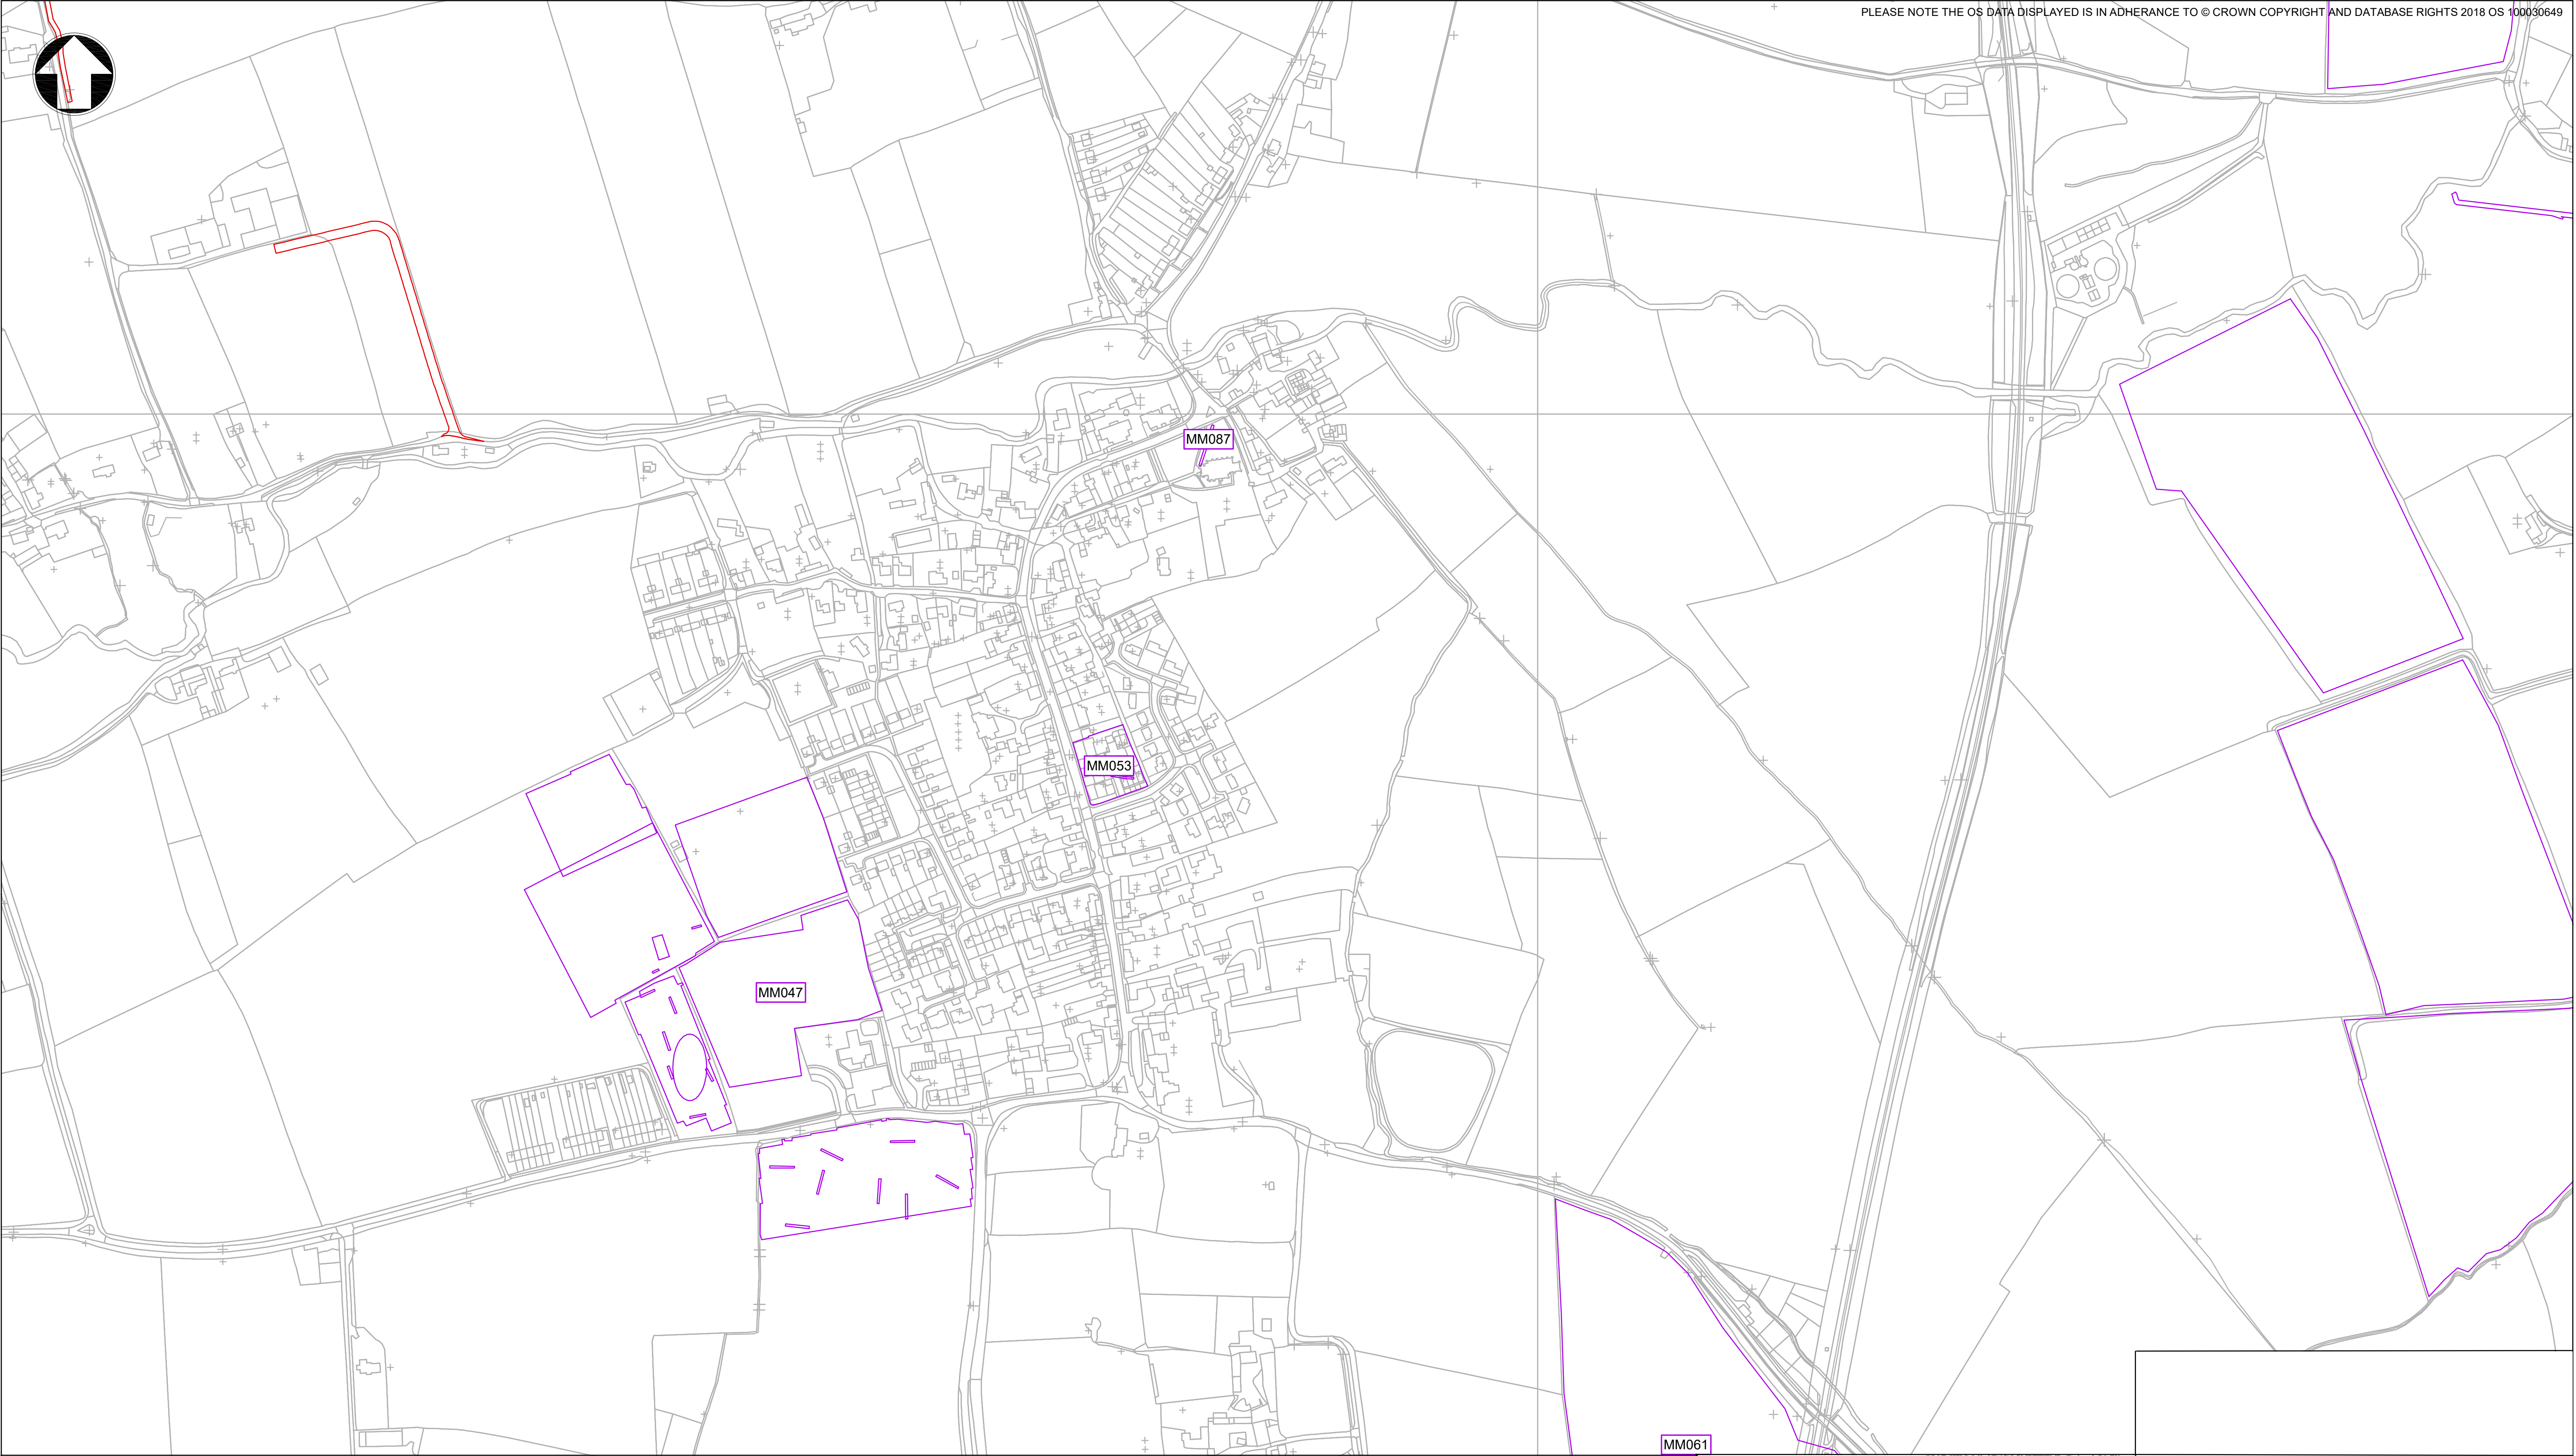 PLEASE NOTE THE OS DATA DISPLAYED IS IN ADHERANCE TO © CROWN COPYRIGHT AND DATABASE RIGHTS 2018 OS 100030649
MM087
MM053
MM047
MM061